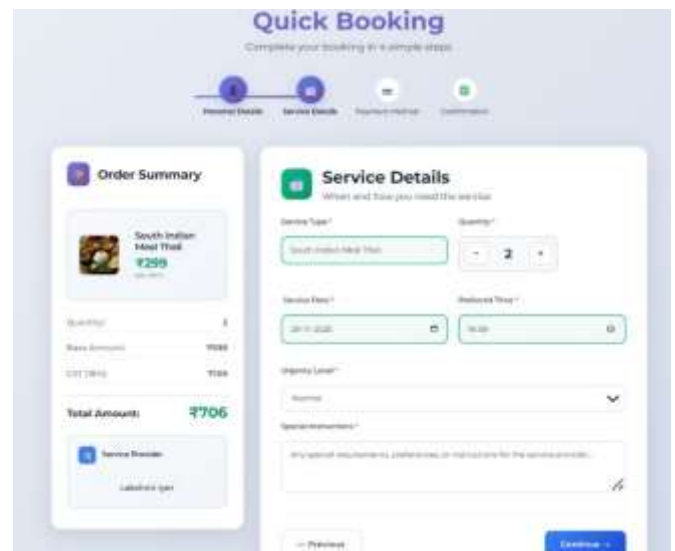 Quick Booking
Complete your booking in 4 simple steps
Personal Details
Service Details
Payment Method
Confirmation
Order Summary
South Indian
Meal Thali
₹299
Quantity:
2
Base Amount:
Total Amount:
₹706
Service Provider
Service Details
When and how you need the service
Service Type *
South Indian Meal Thali
Quantity *
-
2
+
Service Date *
Preferred Time *
Urgency Level *
Normal
Special Instructions *
Any special requirements, preferences, or instructions for the service provider...
← Previous
Continue →